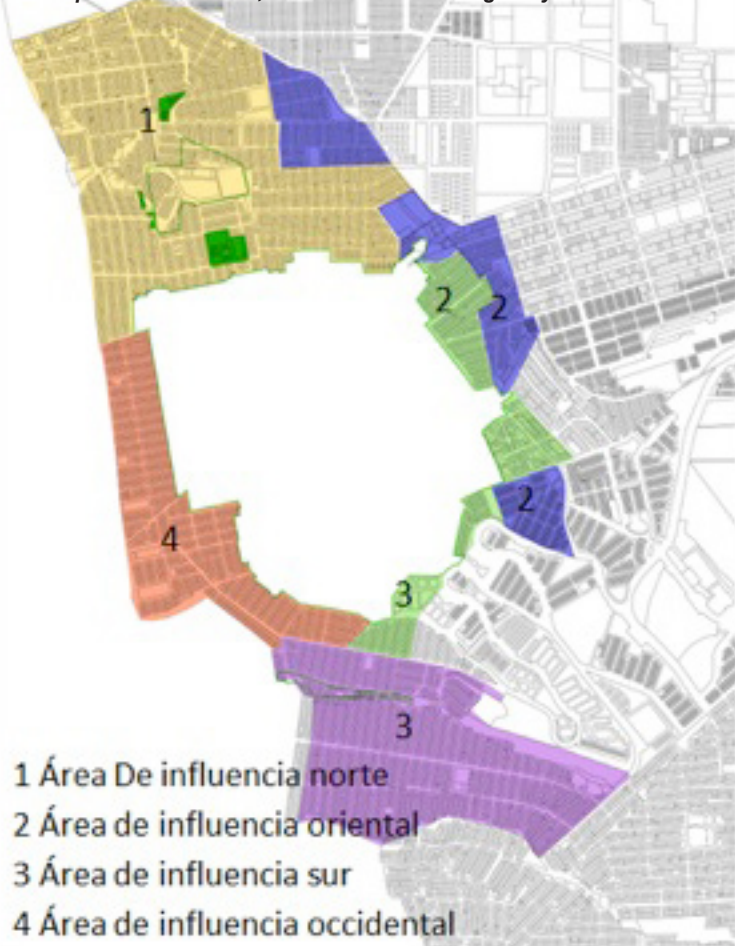 1
2
2
2
4
3
3
1 Área De influencia norte
2 Área de influencia oriental
3 Área de influencia sur
4 Área de influencia occidental